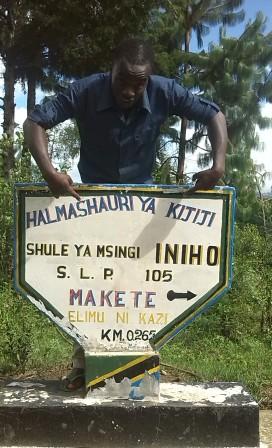 HALMASHAURI YA KIJIJI
SHULE YA MSINGI INIHO
S. L. P. 105
MAKETE
ELIMU NI KAZI
KM. 0.265